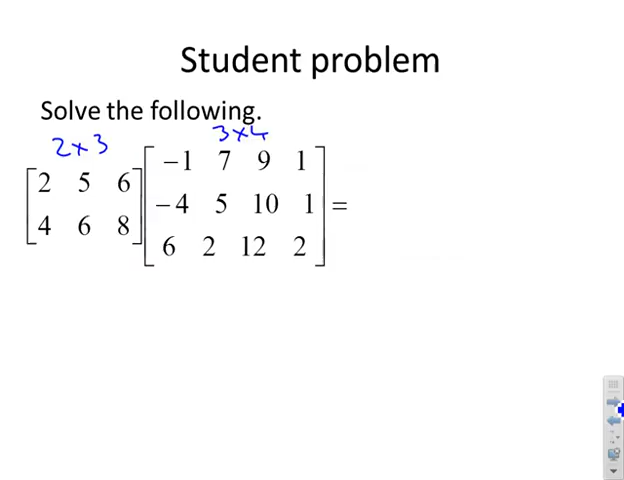 Student problem
Solve the following.
2x3 3x4
-1 7 9 1
2 5 6
-4 5 10 1 =
4 6 8
6 2 12 2